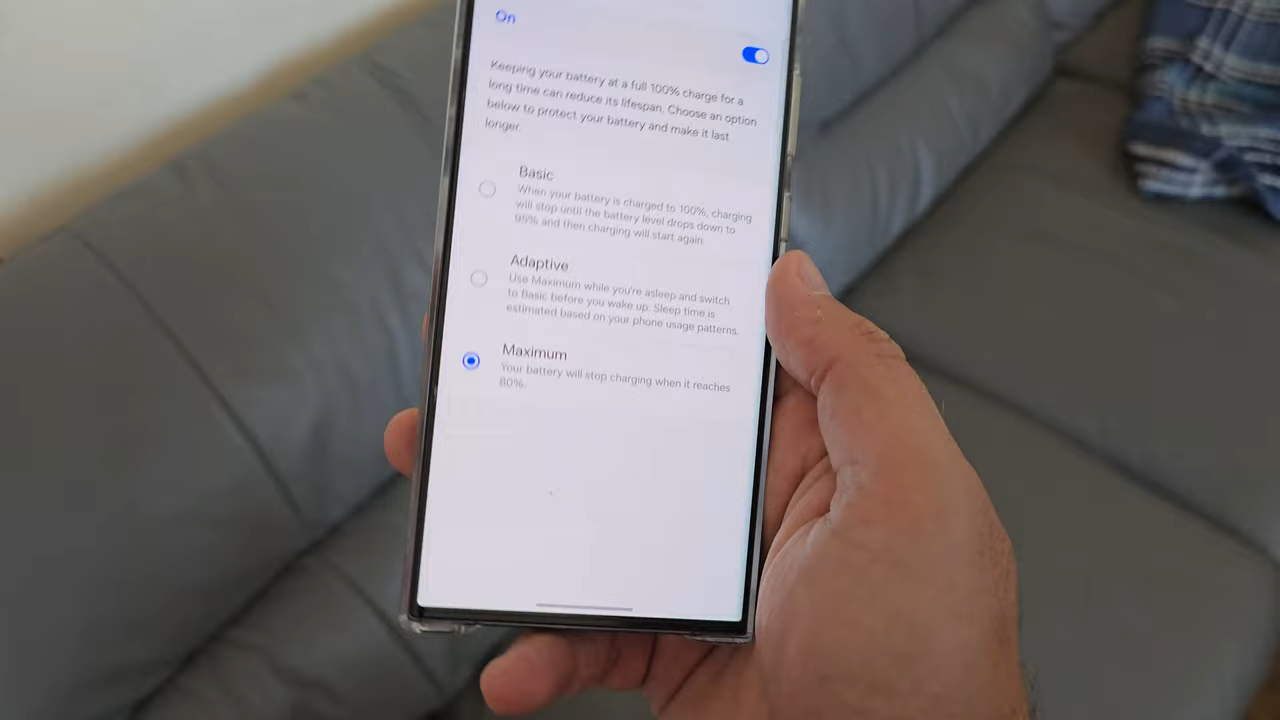 On
Keeping your battery at a full 100% charge for a
long time can reduce its lifespan. Choose an option
below to protect your battery and make it last
longer.
Basic
When your battery is charged to 100%, charging
will stop until the battery level drops down to
95% and then charging will start again.
Adaptive
Use Maximum while you're asleep and switch
to Basic before you wake up. Sleep time is
estimated based on your phone usage patterns.
Maximum
Your battery will stop charging when it reaches
80%.